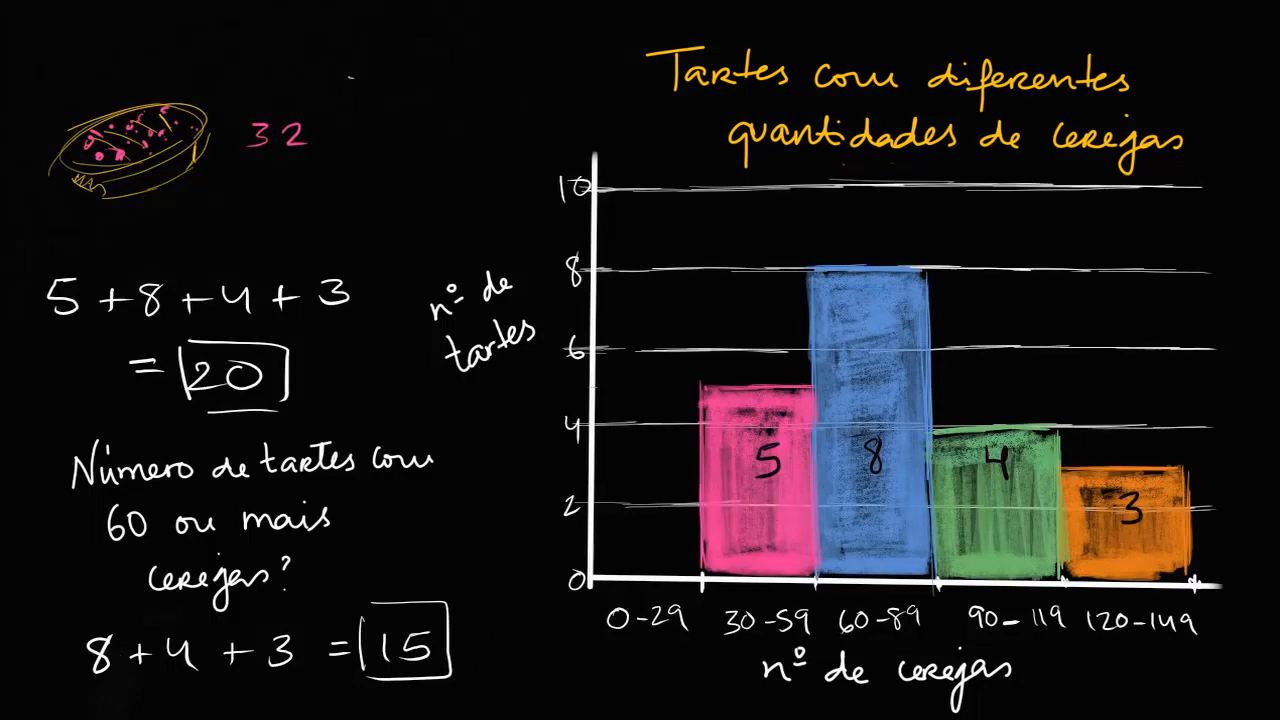 32
5 + 8 + 4 + 3
= 20
Número de tartes com
60 ou mais
cerejas?
8 + 4 + 3 = 15
Tartes com diferentes
quantidades de cerejas
nº de
tartes
10
8
6
4
2
0
5
8
4
3
0-29 30-59 60-89 90-119 120-149
nº de cerejas